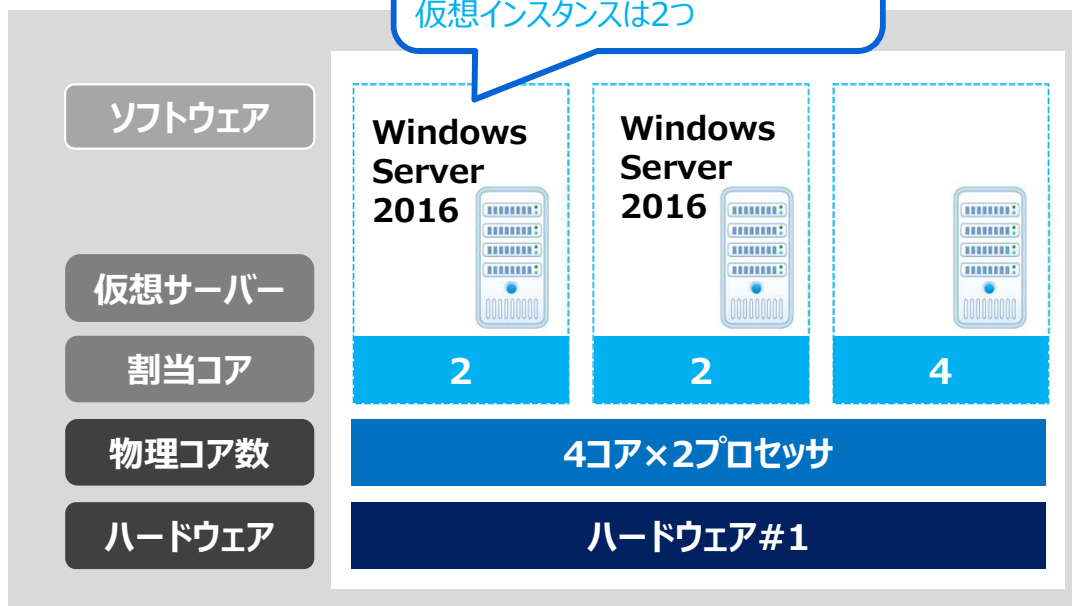 仮想インスタンスは2つ
ソフトウェア
Windows
Server
2016
Windows
Server
2016
仮想サーバー
割当コア
2
2
4
物理コア数
4コア×2プロセッサ
ハードウェア
ハードウェア#1